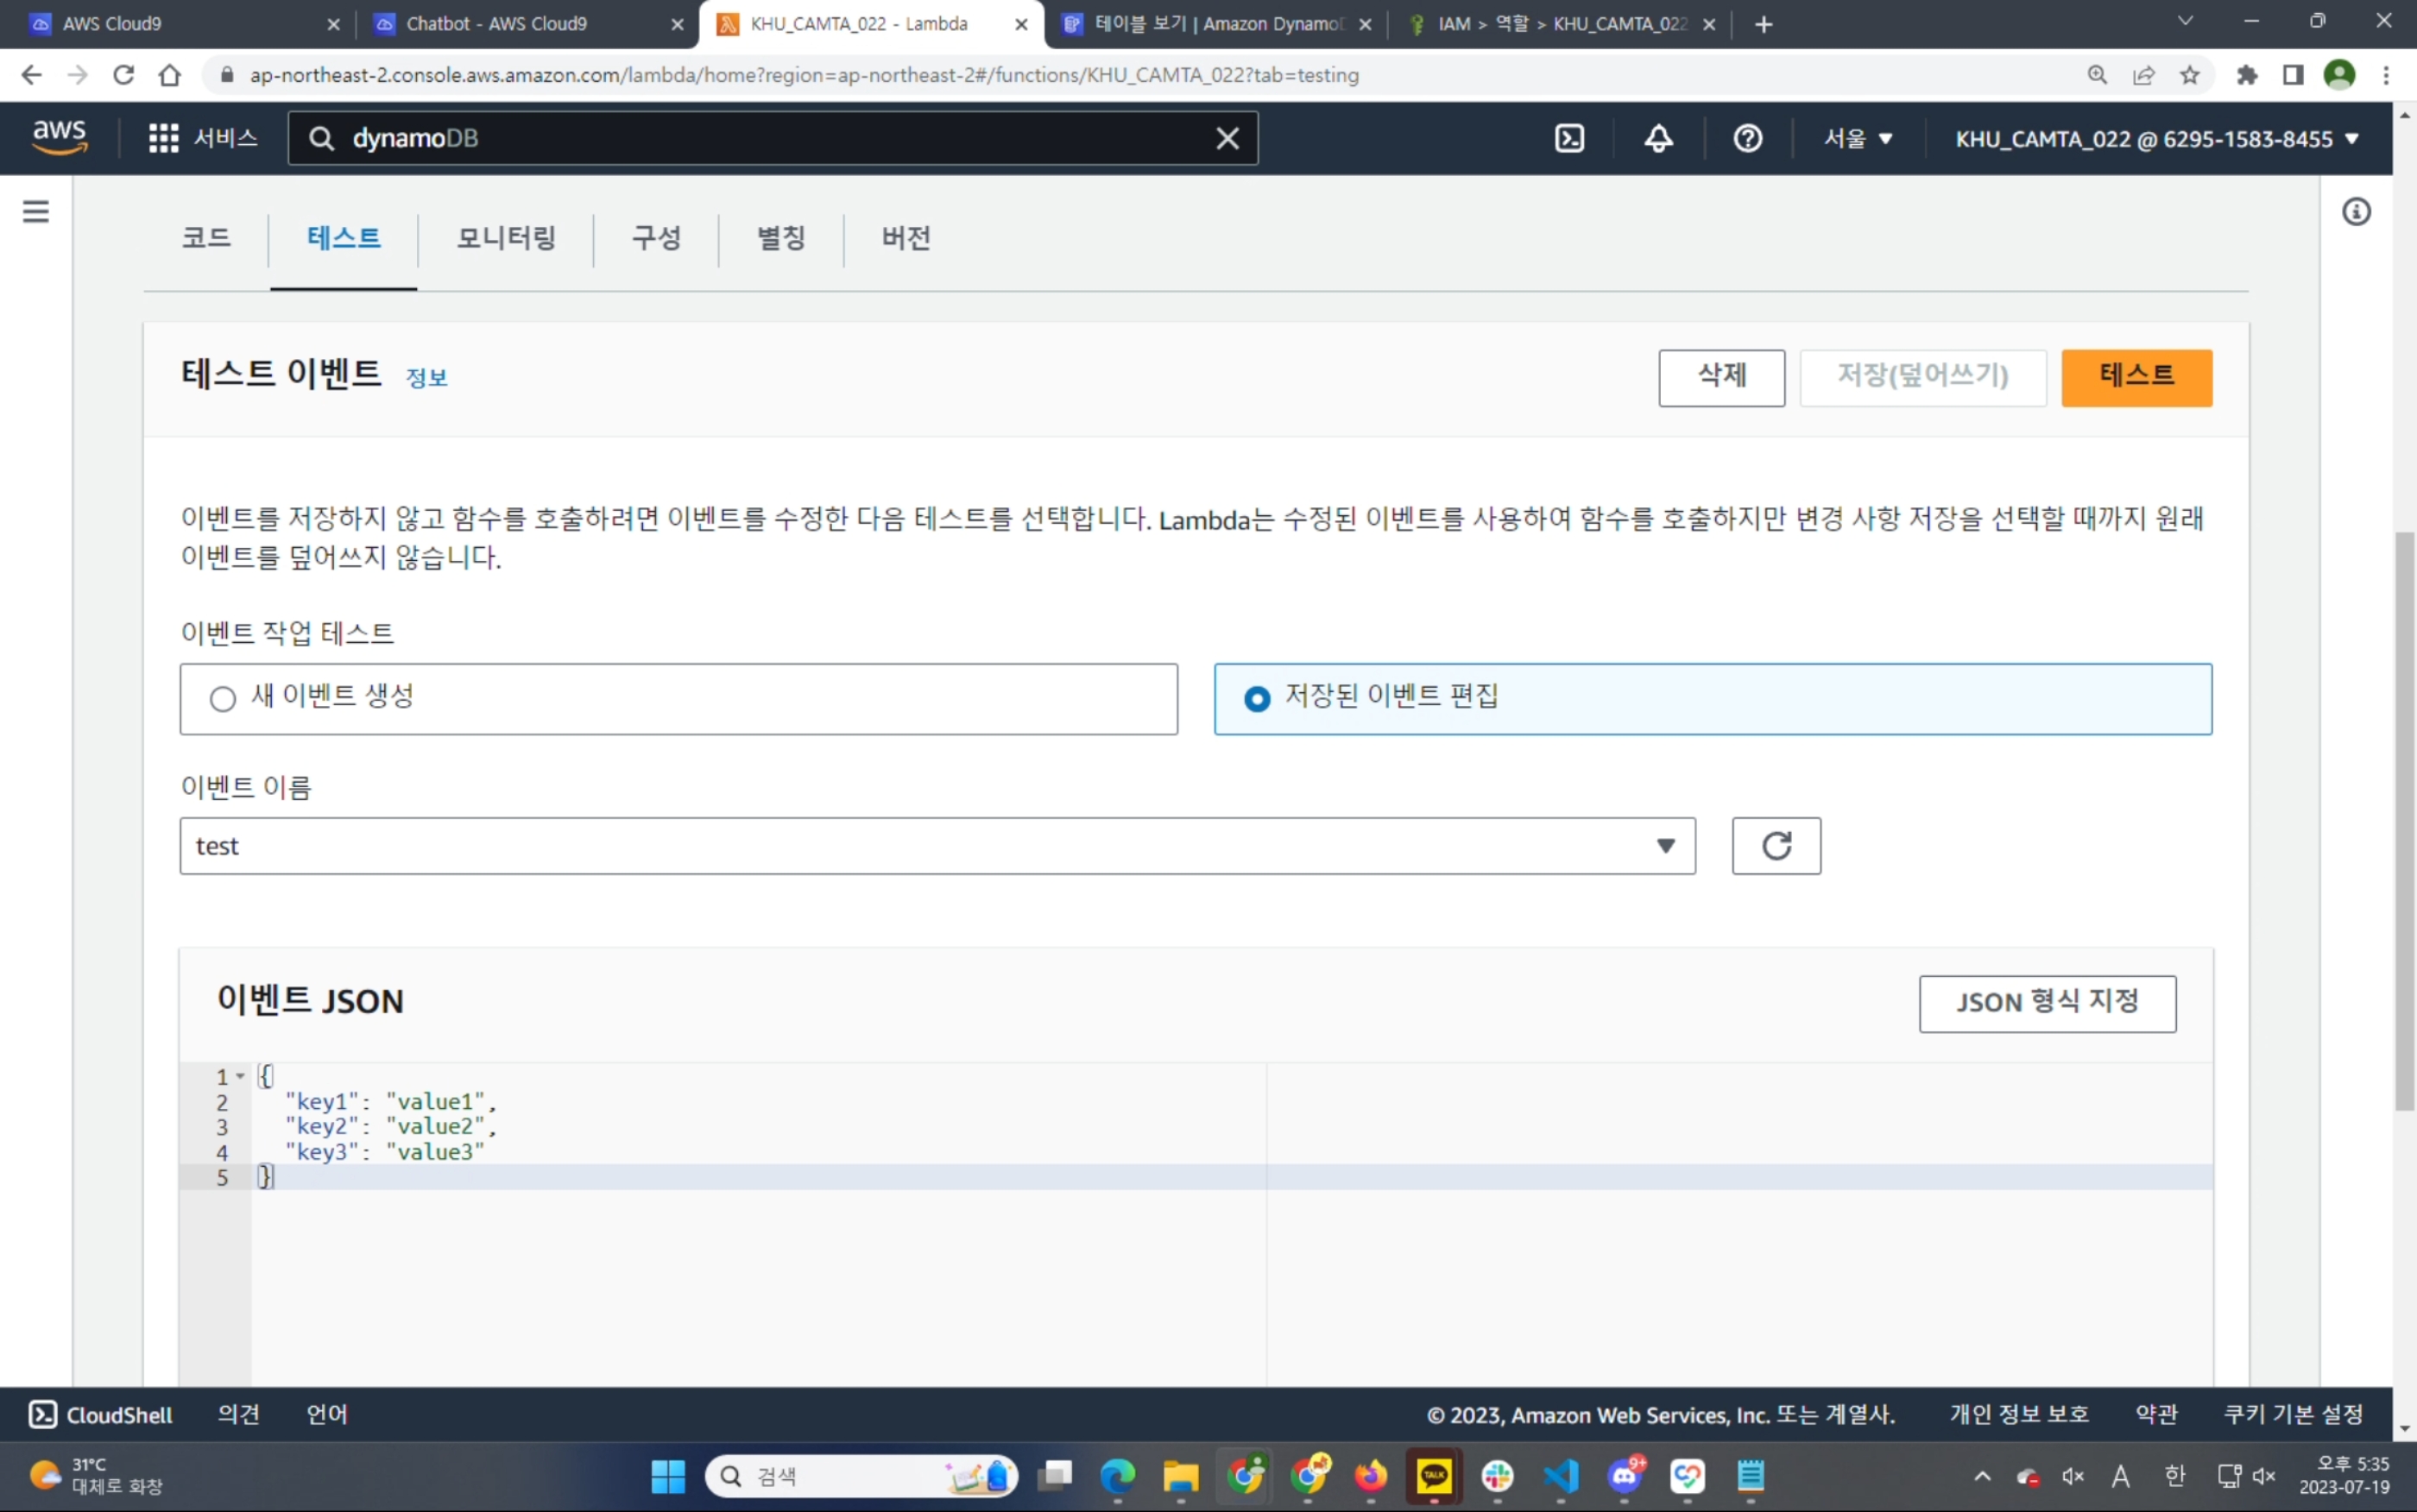 AWS Cloud9
Chatbot - AWS Cloud9
KHU_CAMTA_022 - Lambda
테이블 보기 | Amazon Dynamo
IAM > 역할 > KHU_CAMTA_022
ap-northeast-2.console.aws.amazon.com/lambda/home?region=ap-northeast-2#/functions/KHU_CAMTA_022?tab=testing
aws
서비스
dynamoDB
서울
KHU_CAMTA_022 @ 6295-1583-8455
코드
테스트
모니터링
구성
별칭
버전
테스트 이벤트 정보
삭제
저장(덮어쓰기)
테스트
이벤트를 저장하지 않고 함수를 호출하려면 이벤트를 수정한 다음 테스트를 선택합니다. Lambda는 수정된 이벤트를 사용하여 함수를 호출하지만 변경 사항 저장을 선택할 때까지 원래
이벤트를 덮어쓰지 않습니다.
이벤트 작업 테스트
새 이벤트 생성
저장된 이벤트 편집
이벤트 이름
test
이벤트 JSON
JSON 형식 지정
1 {
2 "key1": "value1",
3 "key2": "value2",
4 "key3": "value3"
5 }
CloudShell
의견
언어
© 2023, Amazon Web Services, Inc. 또는 계열사.
개인 정보 보호
약관
쿠키 기본 설정
31°C
대체로 화창
검색
TALK
9+
A
한
오후 5:35
2023-07-19